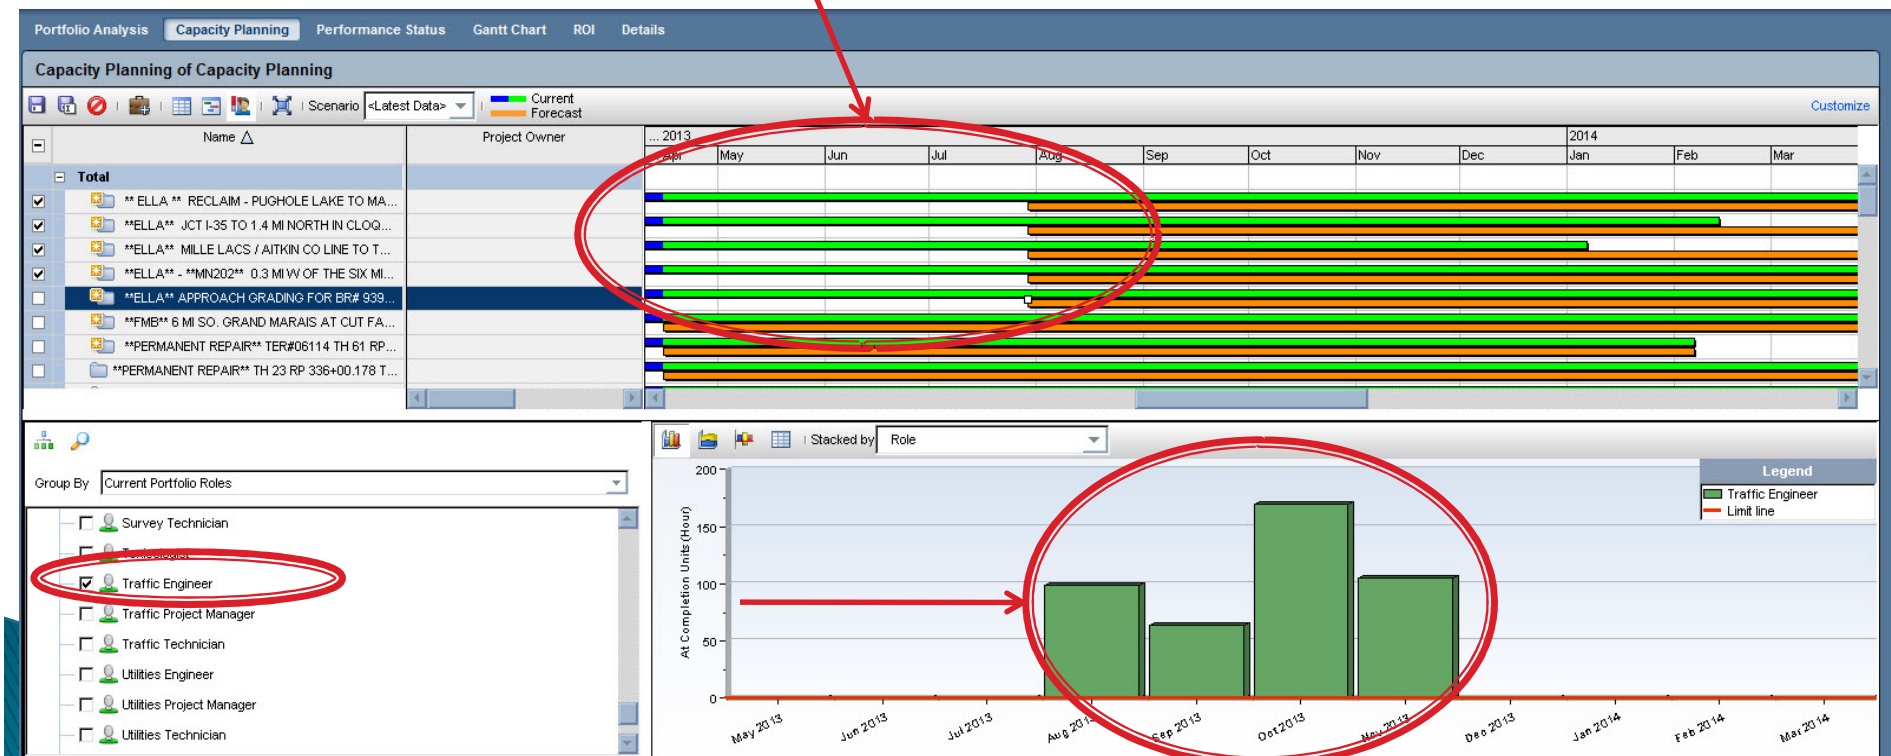 Portfolio Analysis Capacity Planning Performance Status Gantt Chart ROI Details
Capacity Planning of Capacity Planning
Scenario <Latest Data> Current
Forecast
Customize
Name Project Owner ... 2013 2014
Apr May Jun Jul Aug Sep Oct Nov Dec Jan Feb Mar
Total
** ELLA ** RECLAIM - PUGHOLE LAKE TO MA...
**ELLA** JCT I-35 TO 1.4 MI NORTH IN CLOQ...
**ELLA** MILLE LACS / AITKIN CO LINE TO T...
**ELLA** - **MN202** 0.3 MI W OF THE SIX MI...
**ELLA** APPROACH GRADING FOR BR# 939...
**FMB** 6 MI SO. GRAND MARAIS AT CUT FA...
**PERMANENT REPAIR** TER#06114 TH 61 RP...
**PERMANENT REPAIR** TH 23 RP 336+00.178 T...
Group By Current Portfolio Roles
Survey Technician
Toxicologist
Traffic Engineer
Traffic Project Manager
Traffic Technician
Utilities Engineer
Utilities Project Manager
Utilities Technician
Stacked by Role
At Completion Units (Hour)
200
150
100
50
0
May 2013 Jun 2013 Jul 2013 Aug 2013 Sep 2013 Oct 2013 Nov 2013 Dec 2013 Jan 2014 Feb 2014 Mar 2014
Legend
Traffic Engineer
Limit line